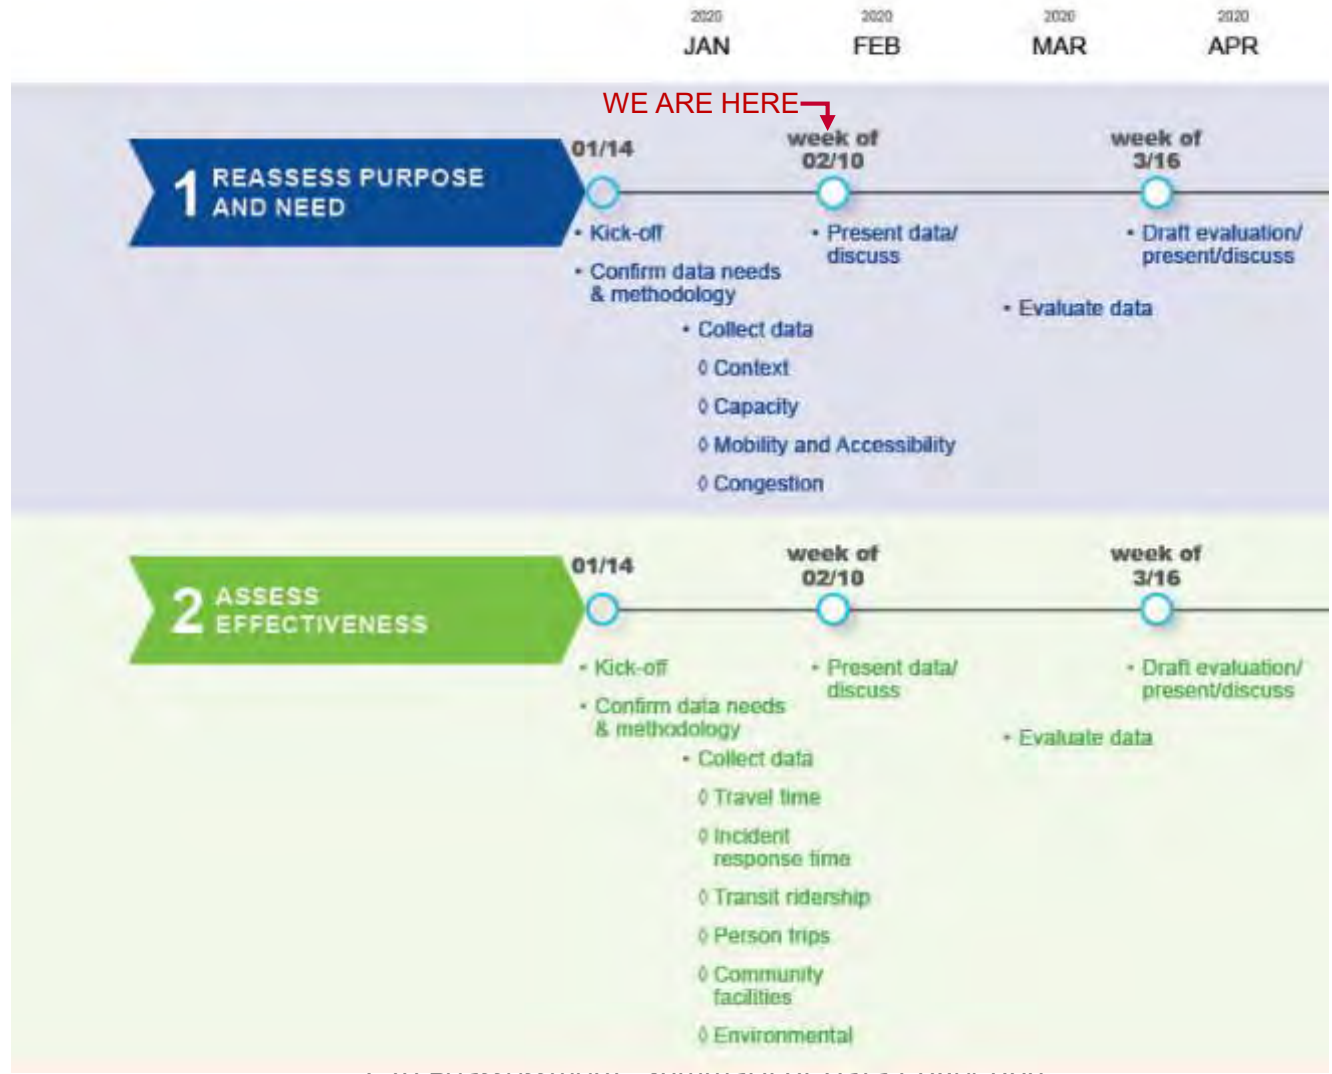 2020 2020 2020 2020
JAN FEB MAR APR
WE ARE HERE
1 REASSESS PURPOSE
AND NEED
01/14
week of
02/10
week of
3/16
• Kick-off
• Confirm data needs
& methodology
• Collect data
◊ Context
◊ Capacity
◊ Mobility and Accessibility
◊ Congestion
• Present data/
discuss
• Evaluate data
• Draft evaluation/
present/discuss
2 ASSESS
EFFECTIVENESS
01/14
week of
02/10
week of
3/16
• Kick-off
• Confirm data needs
& methodology
• Collect data
◊ Travel time
◊ Incident
response time
◊ Transit ridership
◊ Person trips
◊ Community
facilities
◊ Environmental
• Present data/
discuss
• Evaluate data
• Draft evaluation/
present/discuss